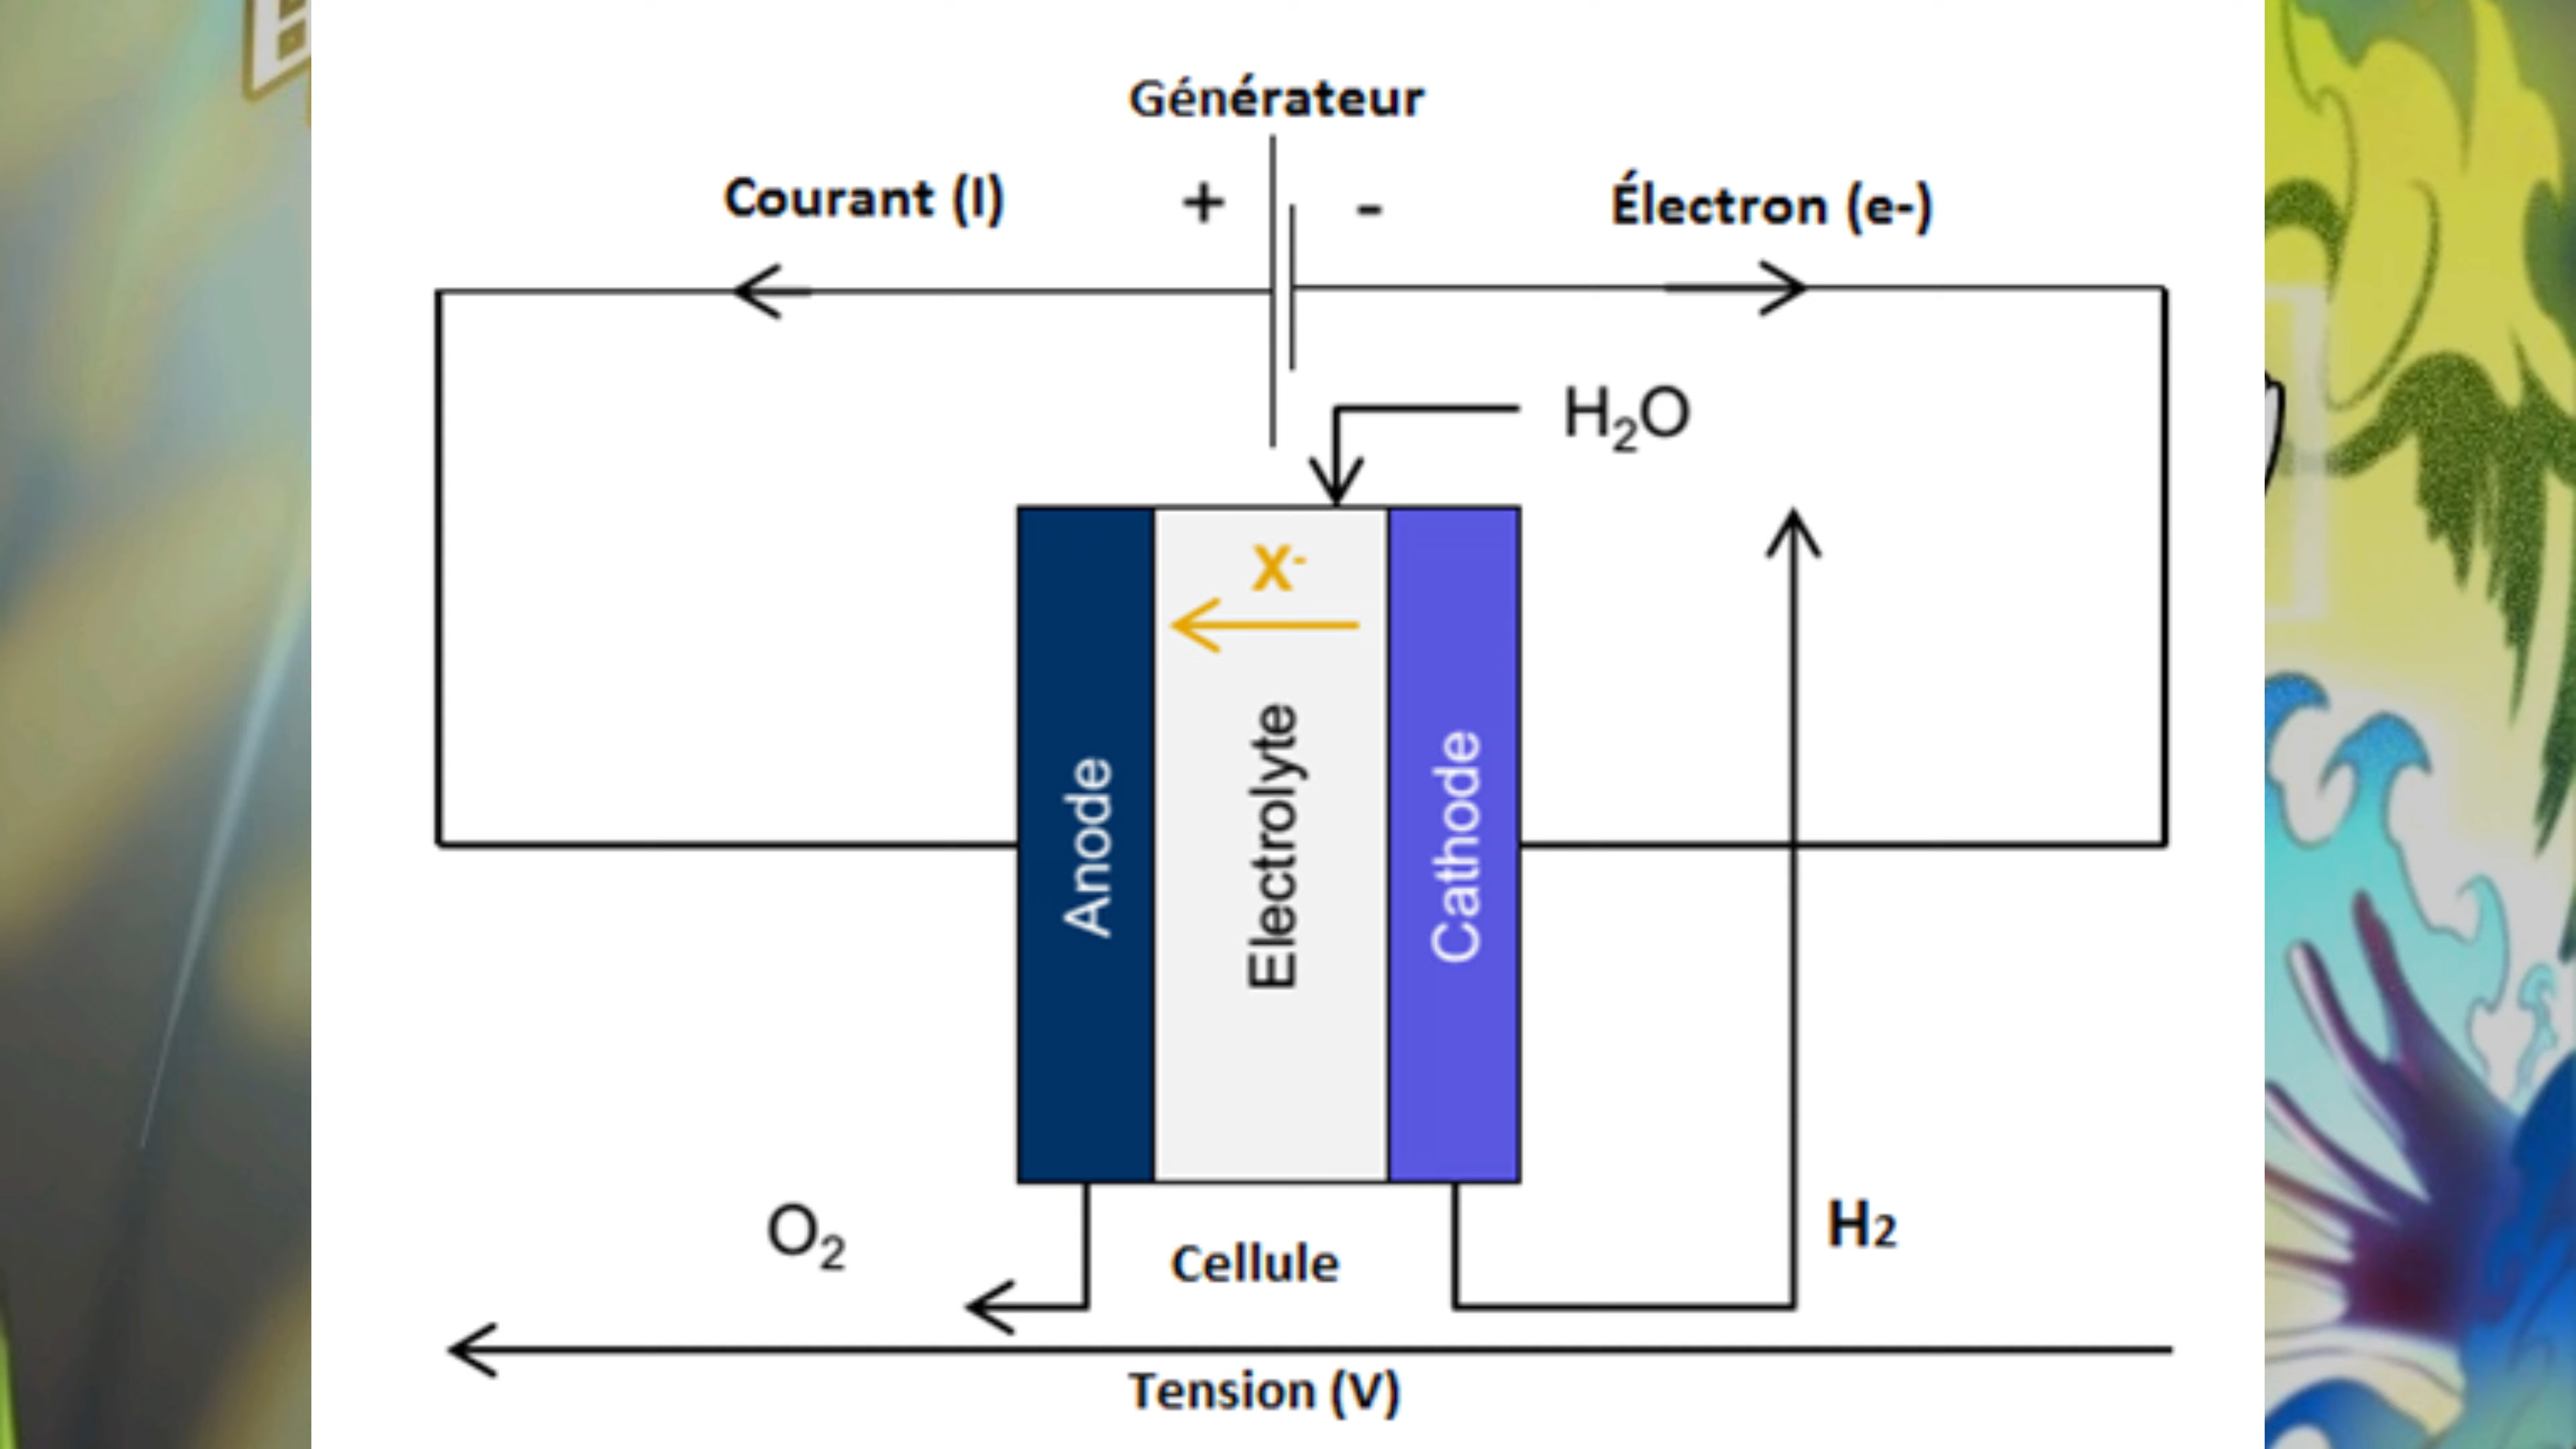 Générateur
Courant (I)
+
-
Électron (e-)
H₂O
X⁻
Anode
Electrolyte
Cathode
O₂
Cellule
H2
Tension (V)